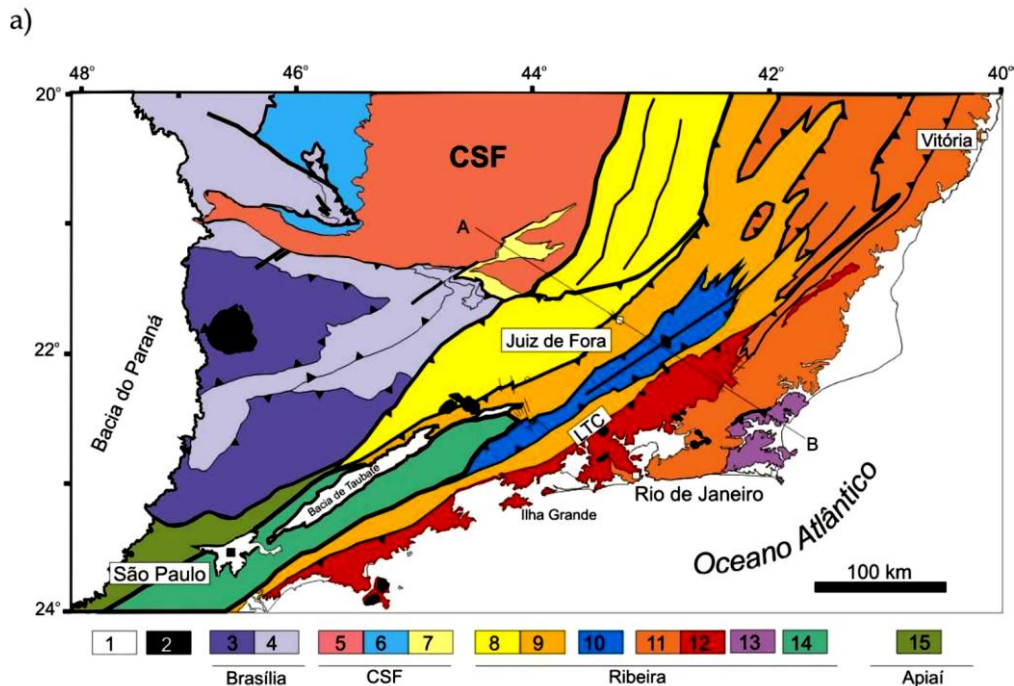 a)
48° 46° 44° 42° 40°
20°
CSF
Vitória
A
Juiz de Fora
22°
Bacia do Paraná
LTC
B
Bacia de Taubaté
Rio de Janeiro
Ilha Grande
Oceano Atlântico
São Paulo
100 km
24°
1 2 3 4 5 6 7 8 9 10 11 12 13 14 15
Brasília CSF Ribeira Apiaí